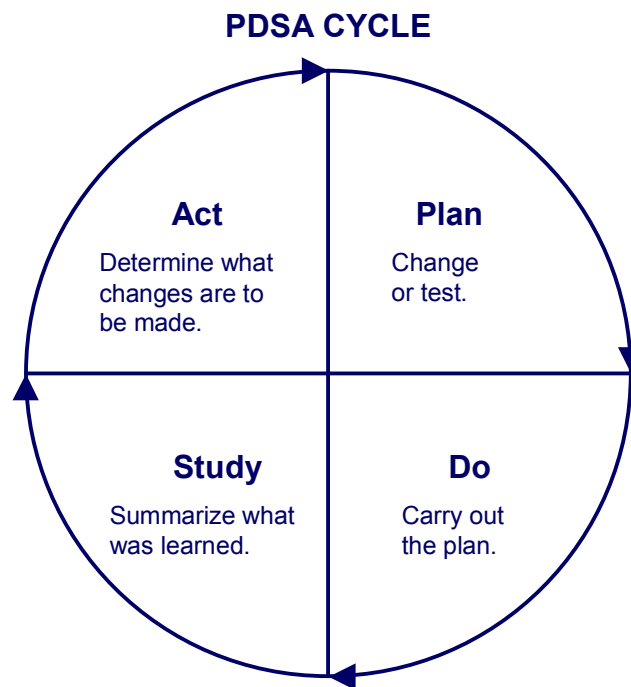 PDSA CYCLE
Act
Determine what
changes are to
be made.
Plan
Change
or test.
Study
Summarize what
was learned.
Do
Carry out
the plan.